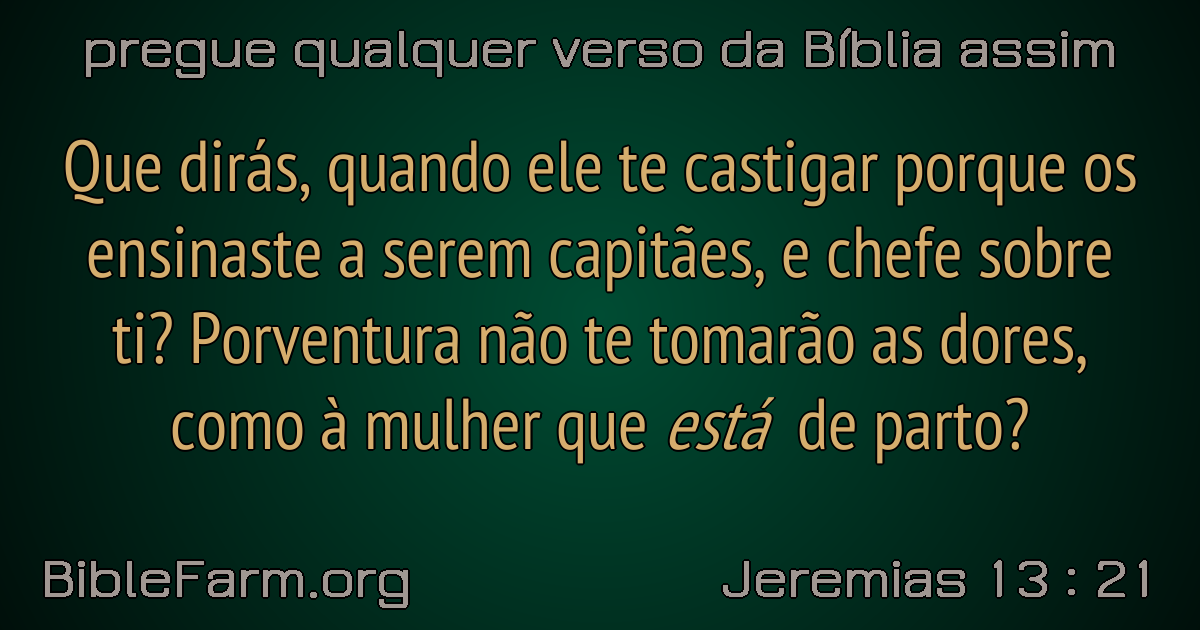 pregue qualquer verso da Bíblia assim
Que dirás, quando ele te castigar porque os
ensinaste a serem capitães, e chefe sobre
ti? Porventura não te tomarão as dores,
como à mulher que está de parto?
BibleFarm.org
Jeremias 13 : 21